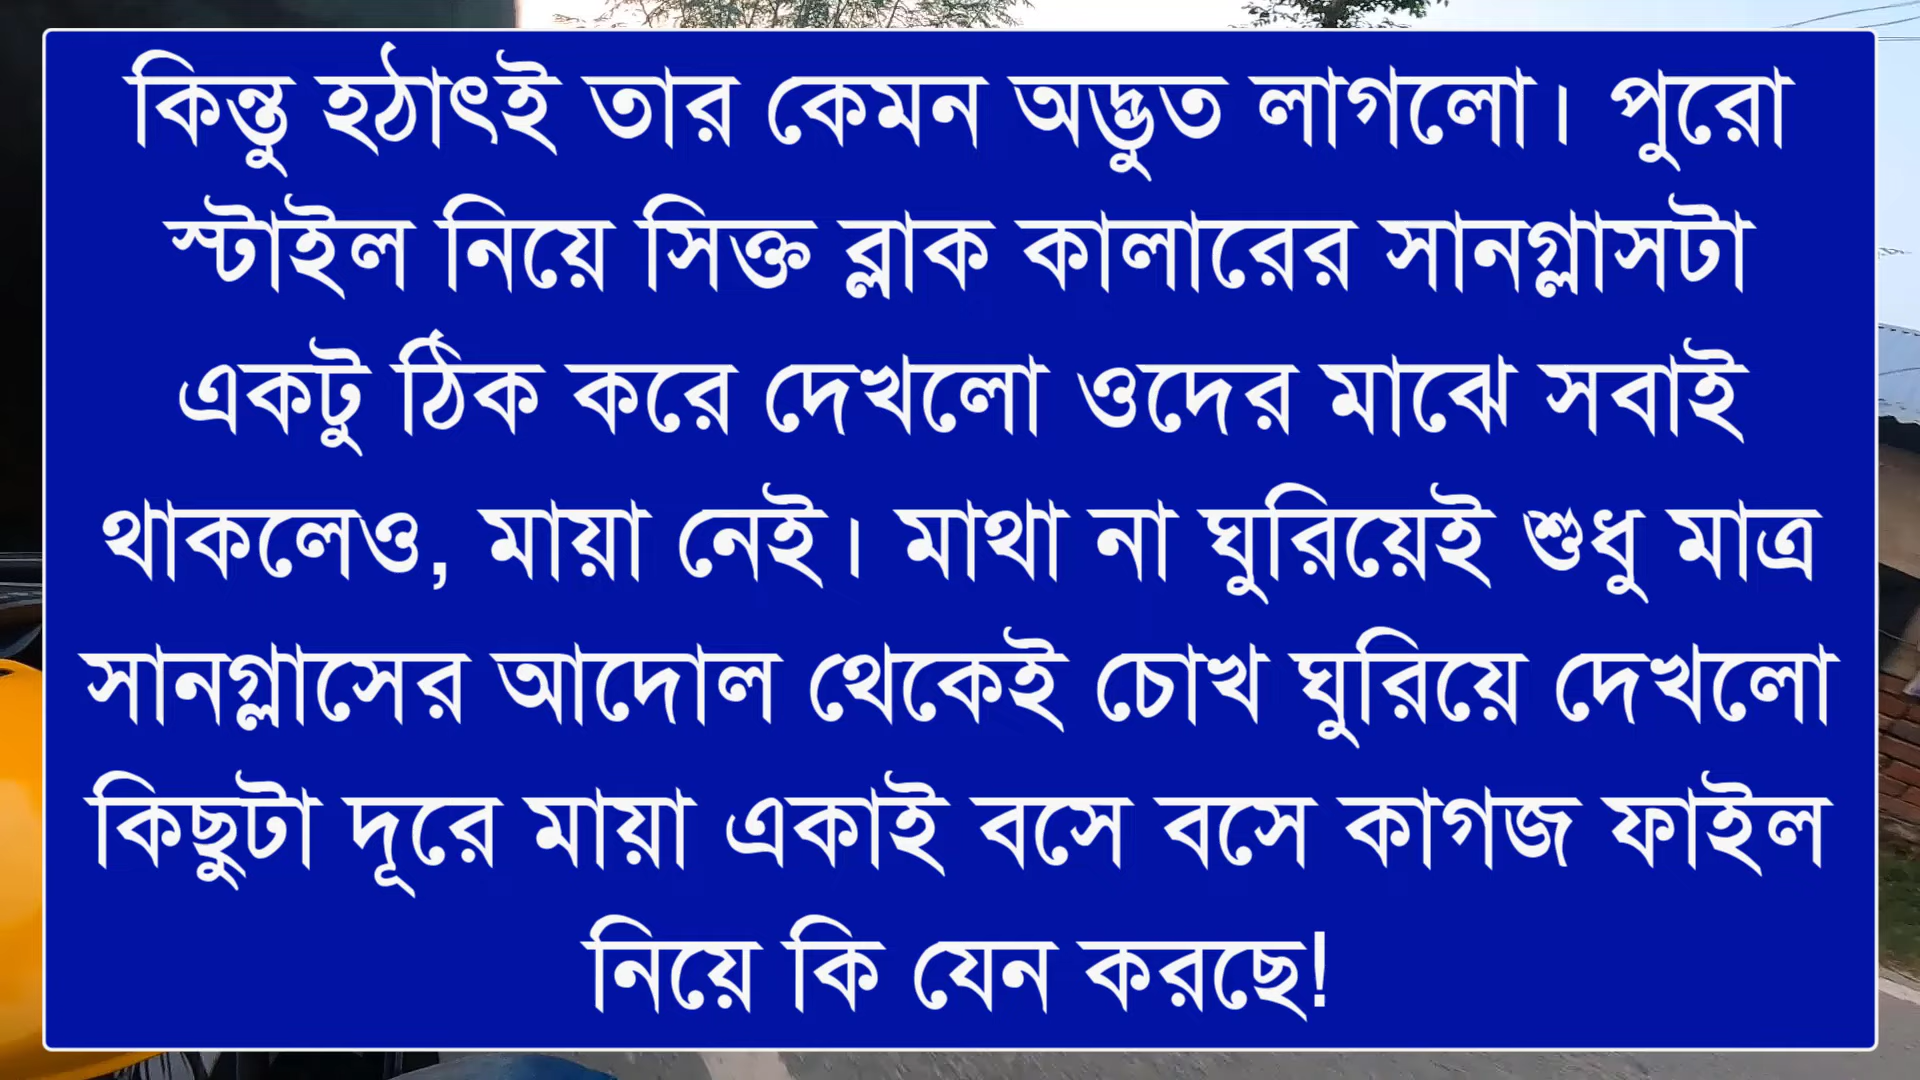 কিন্তু হঠাৎই তার কেমন অদ্ভুত লাগলো। পুরো
স্টাইল নিয়ে সিক্ত ব্লাক কালারের সানগ্লাসটা
একটু ঠিক করে দেখলো ওদের মাঝে সবাই
থাকলেও, মায়া নেই। মাথা না ঘুরিয়েই শুধু মাত্র
সানগ্লাসের আদোল থেকেই চোখ ঘুরিয়ে দেখলো
কিছুটা দূরে মায়া একাই বসে বসে কাগজ ফাইল
নিয়ে কি যেন করছে!